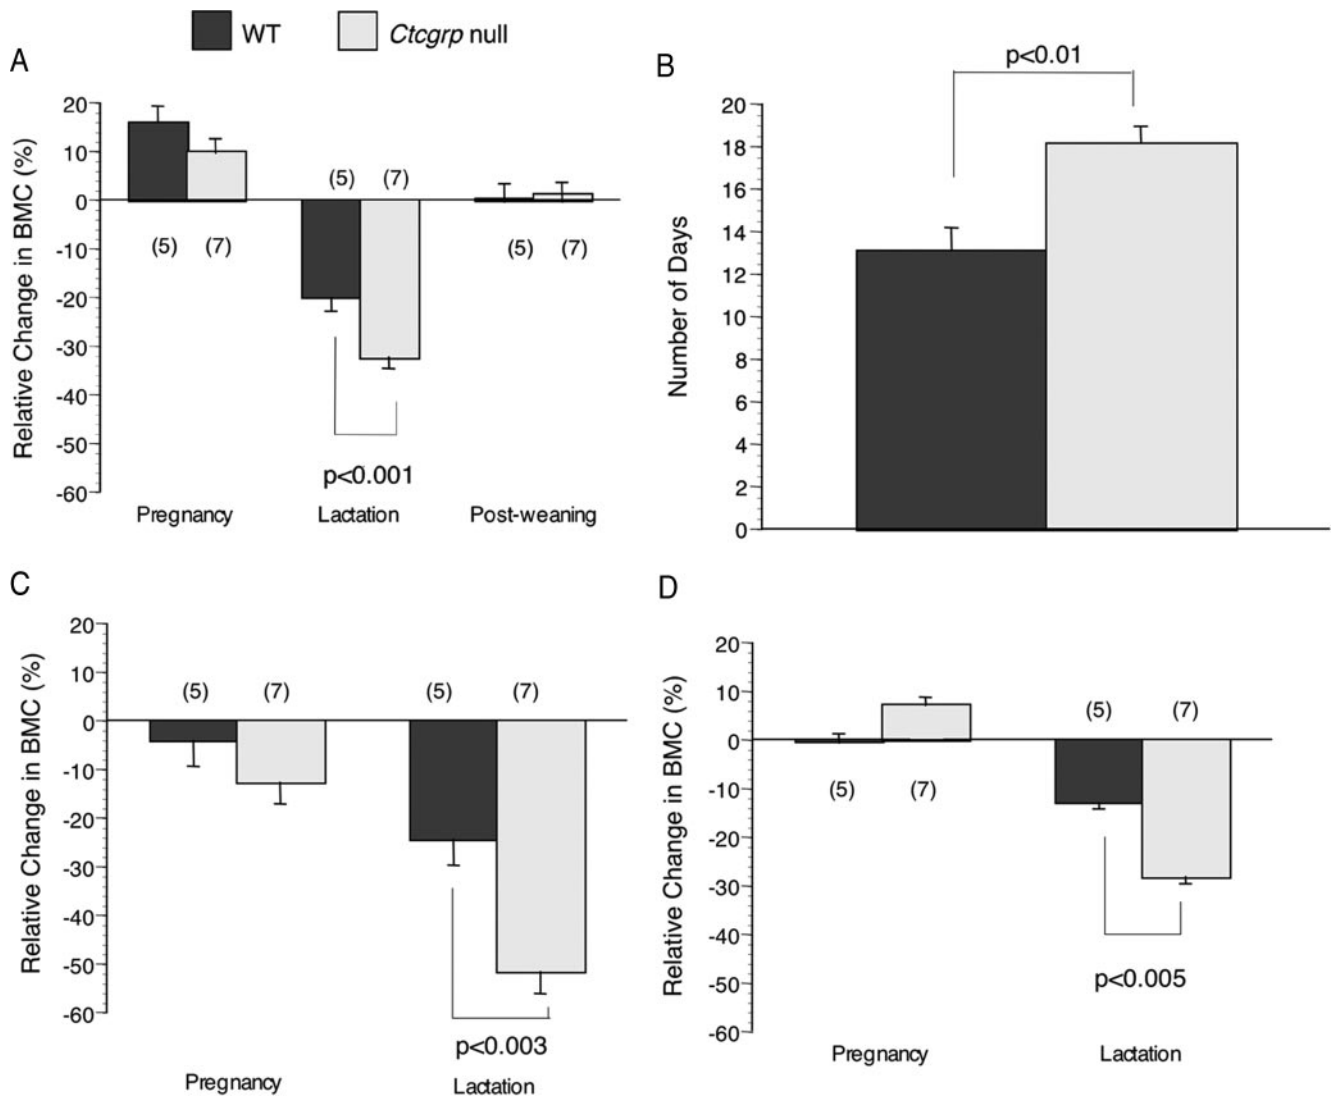 WT
Ctcgrp null
A
Relative Change in BMC (%)
20
10
0
-10
-20
-30
-40
-50
-60
(5) (7)
(5) (7)
(5) (7)
p<0.001
Pregnancy
Lactation
Post-weaning
B
p<0.01
Number of Days
20
18
16
14
12
10
8
6
4
2
0
C
Relative Change in BMC (%)
20
10
0
-10
-20
-30
-40
-50
-60
(5) (7)
(5) (7)
p<0.003
Pregnancy
Lactation
D
Relative Change in BMC (%)
20
10
0
-10
-20
-30
-40
-50
-60
(5) (7)
(5) (7)
p<0.005
Pregnancy
Lactation